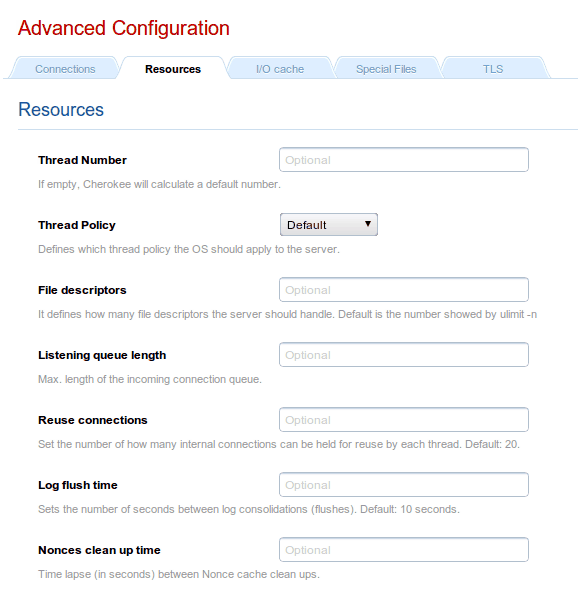 Advanced Configuration
Connections Resources I/O cache Special Files TLS
Resources
Thread Number Optional
If empty, Cherokee will calculate a default number.
Thread Policy Default
Defines which thread policy the OS should apply to the server.
File descriptors Optional
It defines how many file descriptors the server should handle. Default is the number showed by ulimit -n
Listening queue length Optional
Max. length of the incoming connection queue.
Reuse connections Optional
Set the number of how many internal connections can be held for reuse by each thread. Default: 20.
Log flush time Optional
Sets the number of seconds between log consolidations (flushes). Default: 10 seconds.
Nonces clean up time Optional
Time lapse (in seconds) between Nonce cache clean ups.